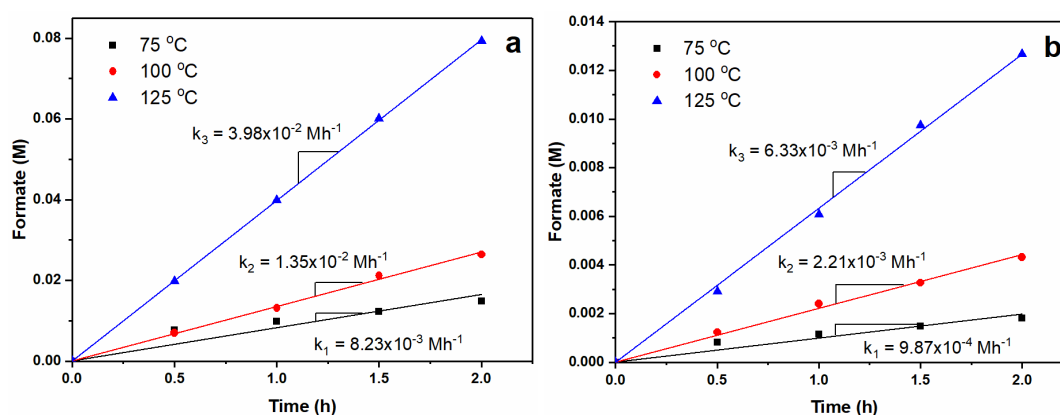 a
75 °C
100 °C
125 °C
k₃ = 3.98x10⁻² Mh⁻¹
k₂ = 1.35x10⁻² Mh⁻¹
k₁ = 8.23x10⁻³ Mh⁻¹
0.08
0.06
0.04
0.02
0.00
Formate (M)
0.0 0.5 1.0 1.5 2.0
Time (h)
b
75 °C
100 °C
125 °C
k₃ = 6.33x10⁻³ Mh⁻¹
k₂ = 2.21x10⁻³ Mh⁻¹
k₁ = 9.87x10⁻⁴ Mh⁻¹
0.014
0.012
0.010
0.008
0.006
0.004
0.002
0.000
Formate (M)
0.0 0.5 1.0 1.5 2.0
Time (h)